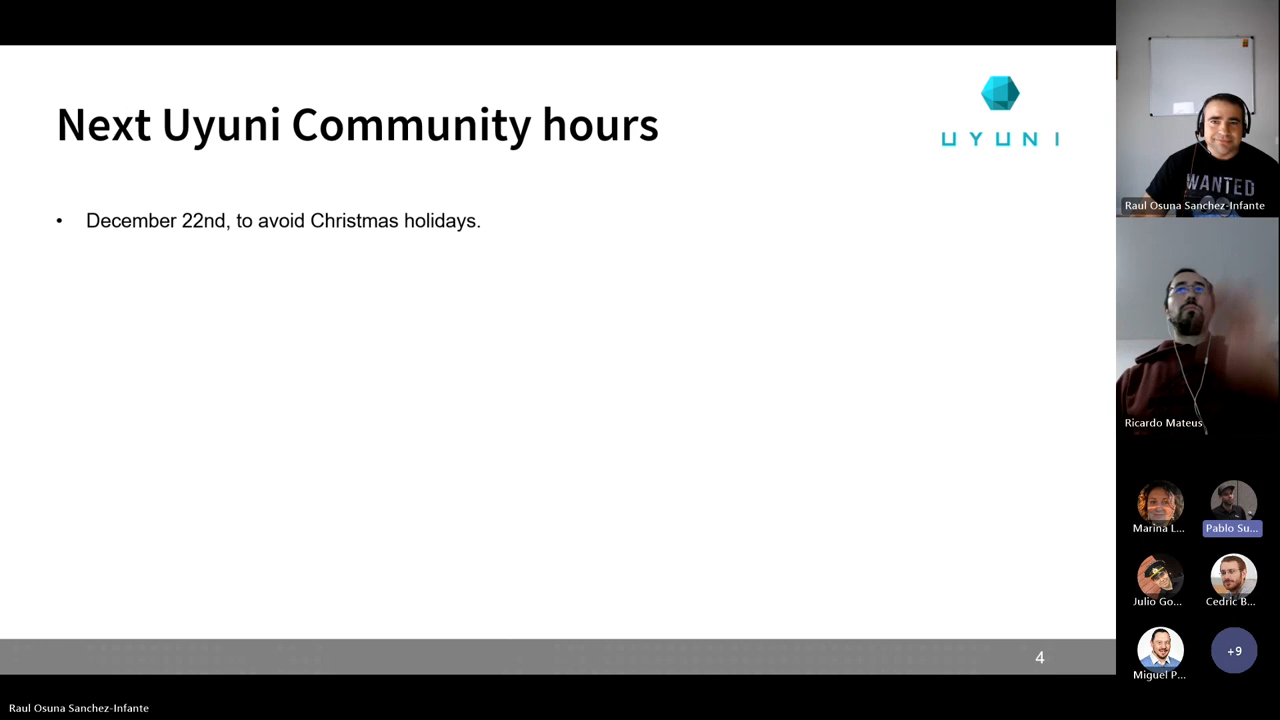 Next Uyuni Community hours
UYUNI
• December 22nd, to avoid Christmas holidays.
4
WANTED
Raul Osuna Sanchez-Infante
Ricardo Mateus
Marina L...
Pablo Su...
Julio Go...
Cedric B...
Miguel P...
+9
Raul Osuna Sanchez-Infante